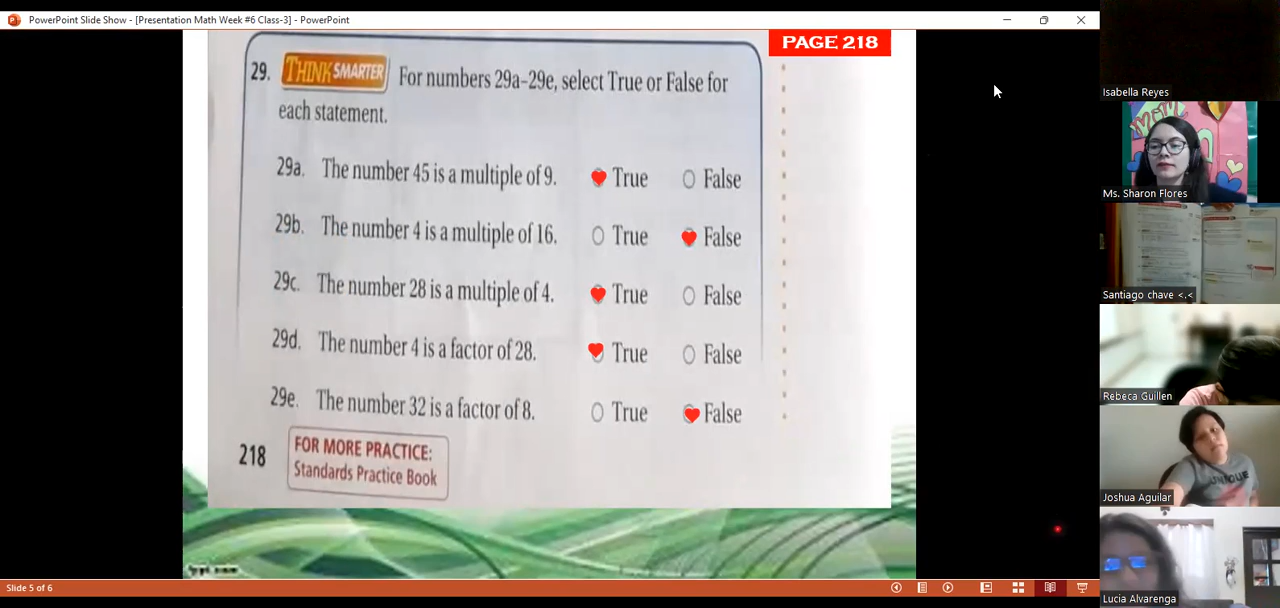 PowerPoint Slide Show - [Presentation Math Week #6 Class-3] - PowerPoint
PAGE 218
29. THINK SMARTER For numbers 29a–29e, select True or False for
each statement.
29a. The number 45 is a multiple of 9. True False
29b. The number 4 is a multiple of 16. True False
29c. The number 28 is a multiple of 4. True False
29d. The number 4 is a factor of 28. True False
29e. The number 32 is a factor of 8. True False
218
FOR MORE PRACTICE:
Standards Practice Book
Slide 5 of 6
Isabella Reyes
Ms. Sharon Flores
Santiago chave <.<
Rebeca Guillen
Joshua Aguilar
UNIQUE
Lucia Alvarenga